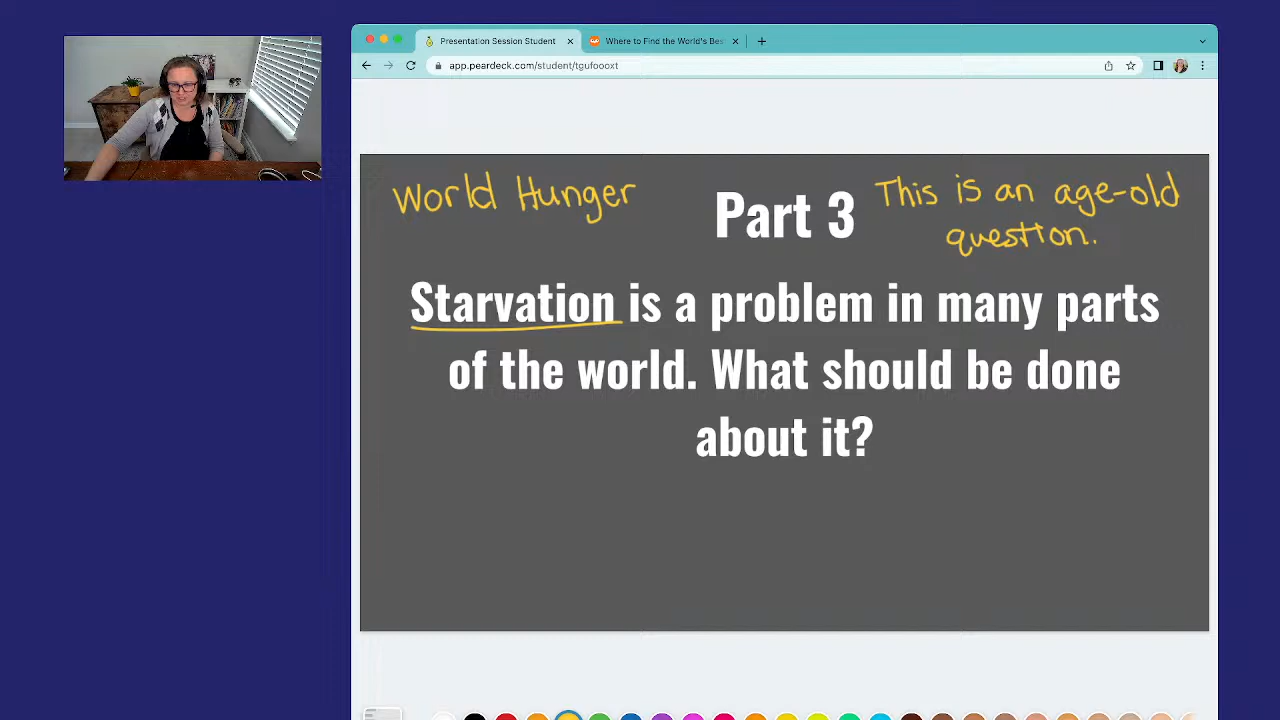 Presentation Session Student
Where to Find the World's Bes
app.peardeck.com/student/tgufoooxt
World Hunger
Part 3
This is an age-old
question.
Starvation is a problem in many parts
of the world. What should be done
about it?